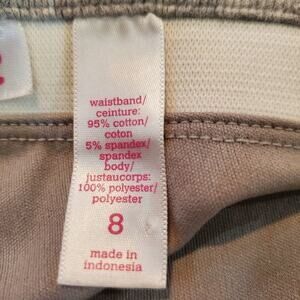 waistband/
ceinture:
95% cotton/
coton
5% spandex/
spandex
body/
justaucorps:
100% polyester/
polyester
8
made in
indonesia